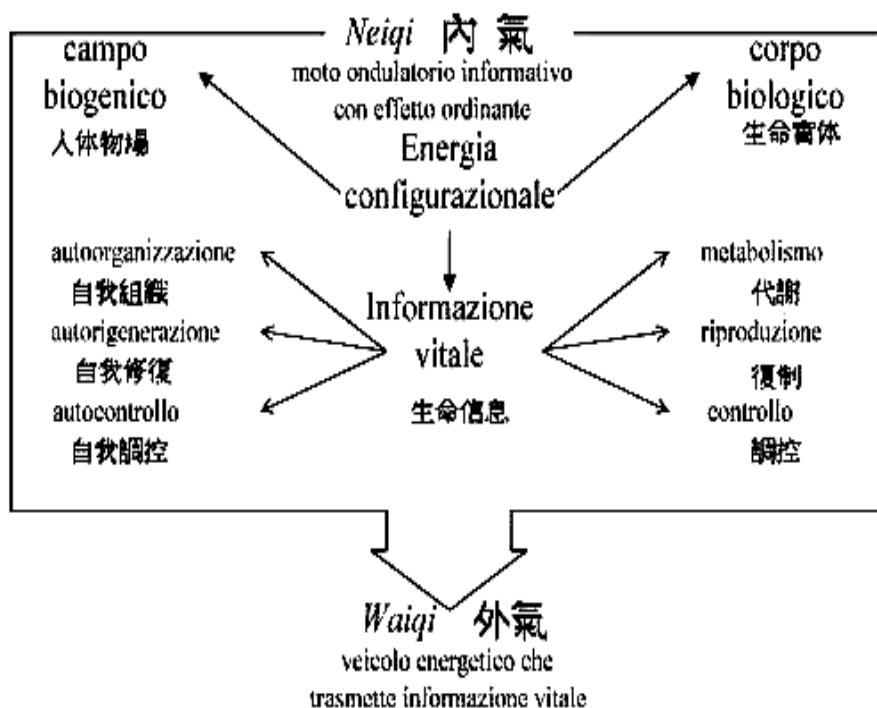 Neiqi 內氣
moto ondulatorio informativo
con effetto ordinante
campo
biogenico
人体物場
corpo
biologico
生命實体
Energia
configurazionale
autoorganizzazione
自我組織
autorigenerazione
自我修復
autocontrollo
自我調控
Informazione
vitale
生命信息
metabolismo
代謝
riproduzione
復制
controllo
調控
Waiqi 外氣
veicolo energetico che
trasmette informazione vitale